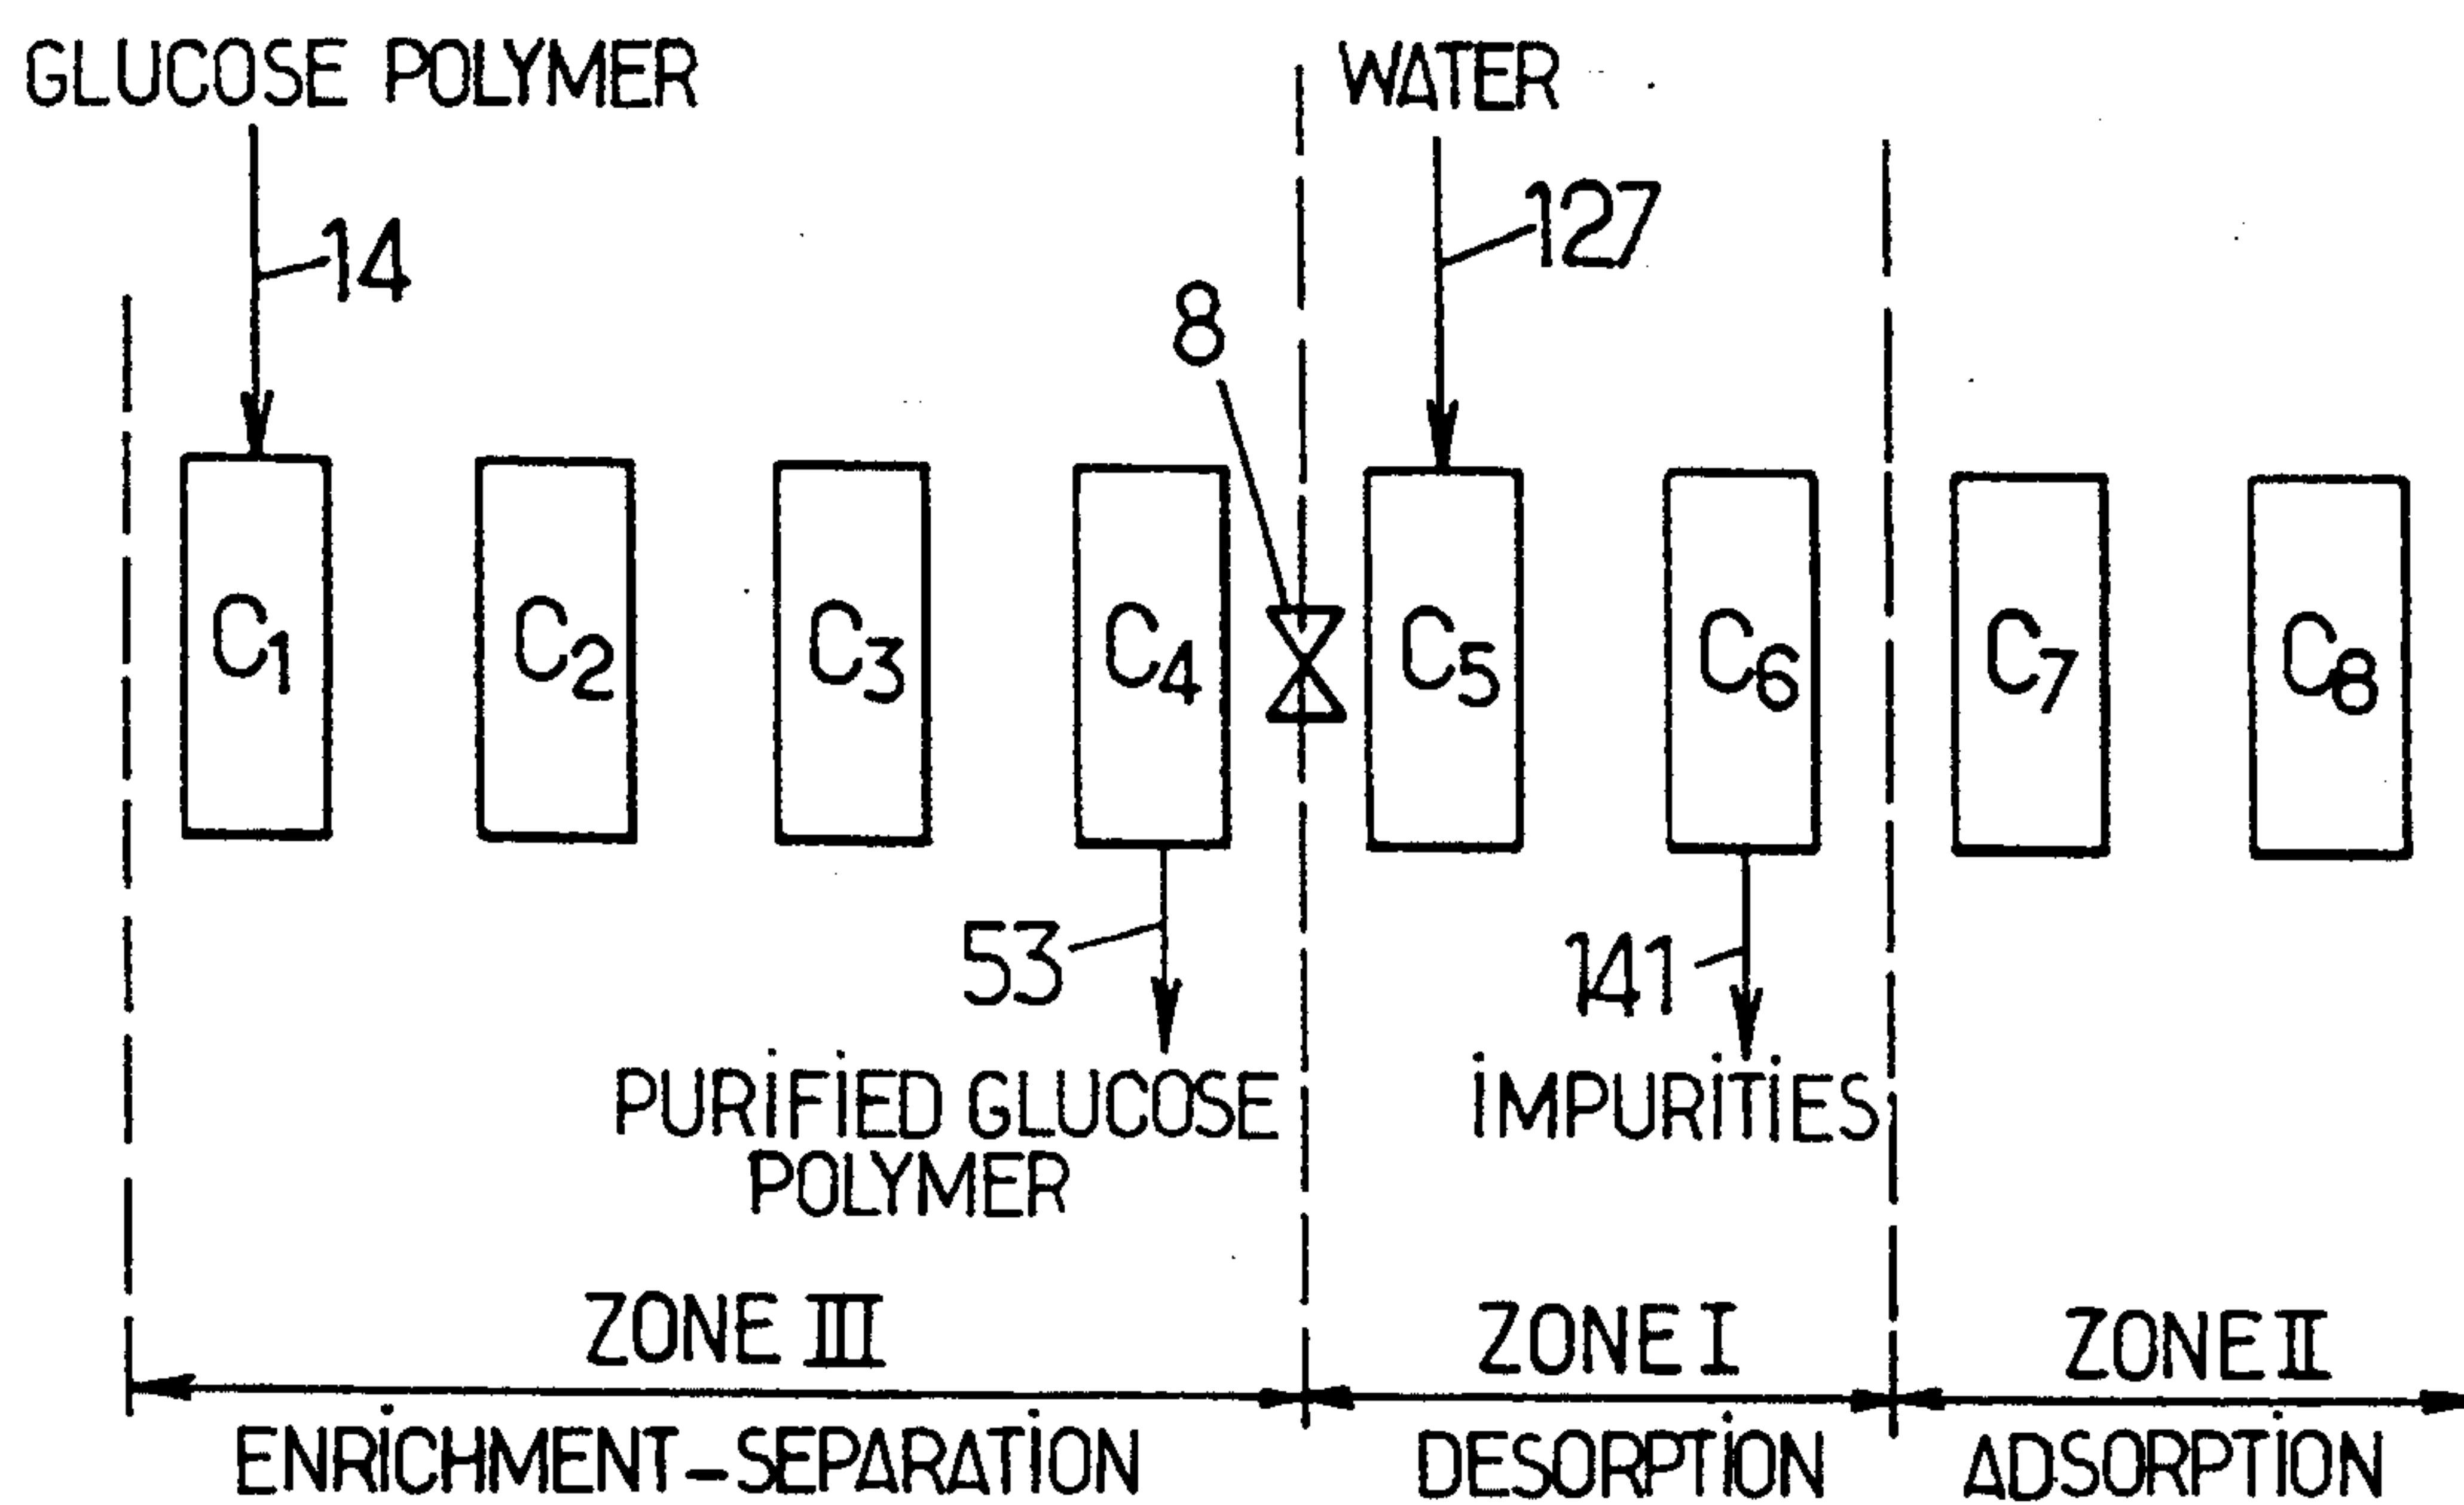 GLUCOSE POLYMER
WATER
14
127
8
C1
C2
C3
C4
C5
C6
C7
C8
53
141
PURIFIED GLUCOSE
POLYMER
IMPURITIES
ZONE III
ZONE I
ZONE II
ENRICHMENT-SEPARATION
DESORPTION
ADSORPTION